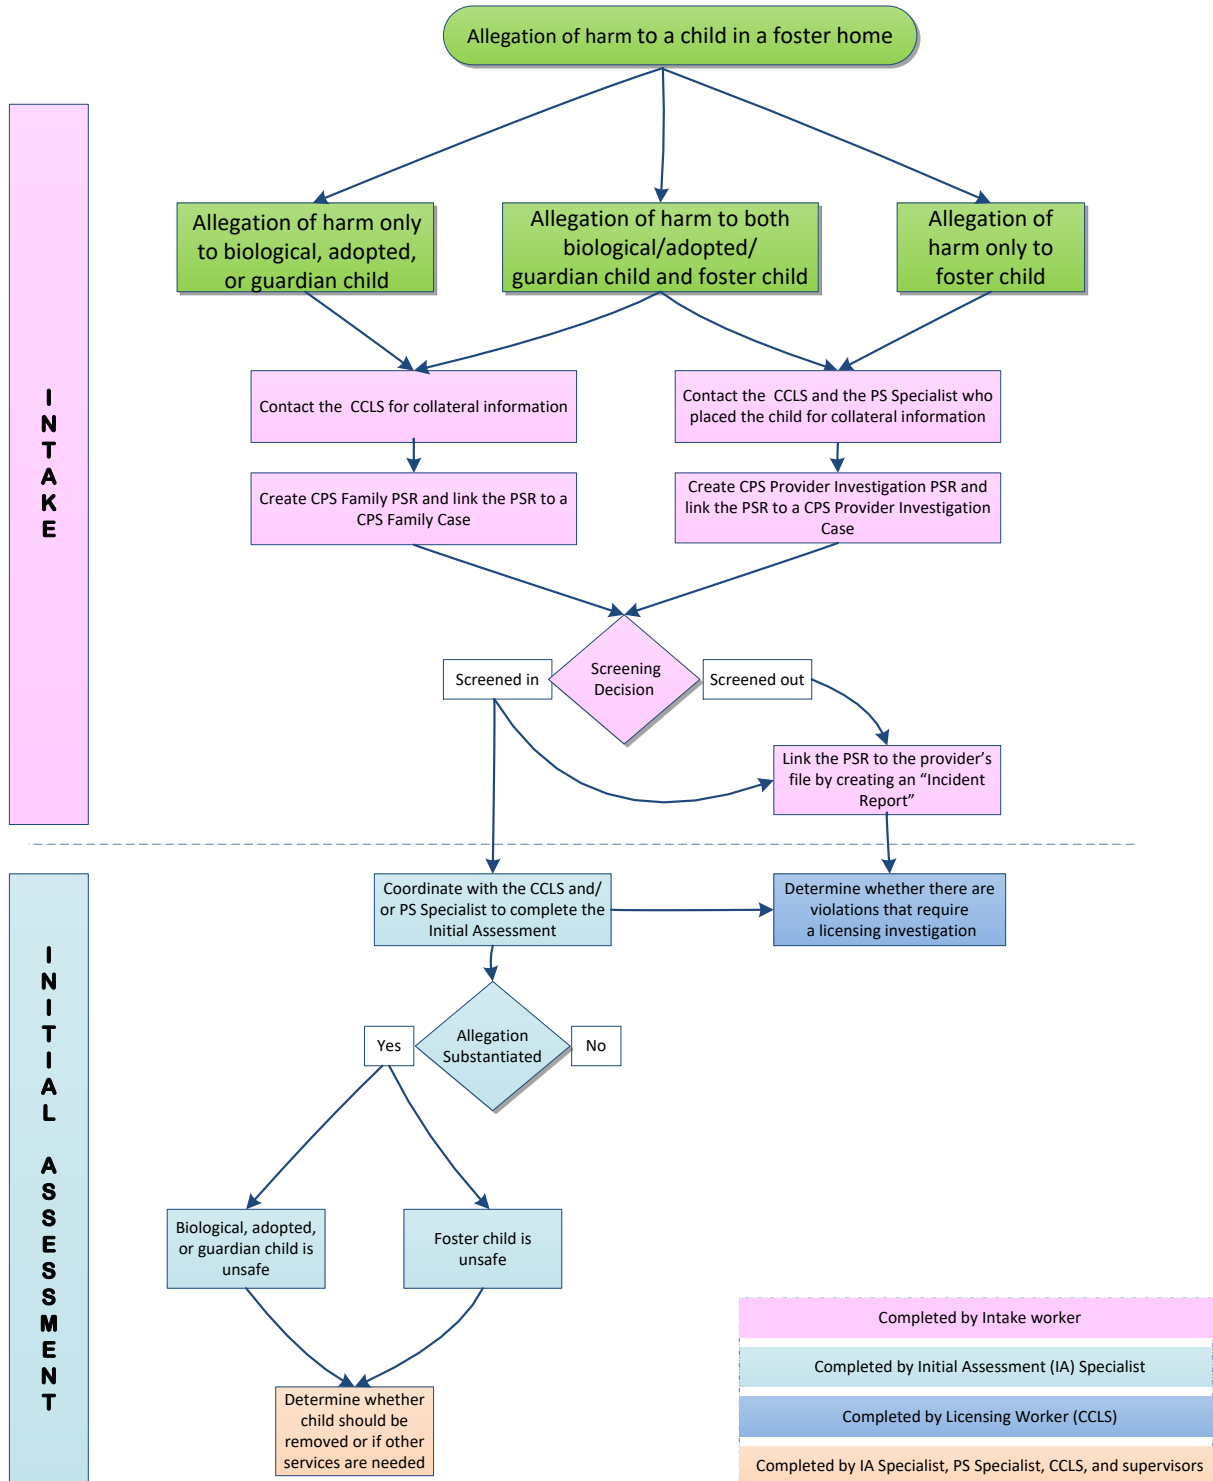 Allegation of harm to a child in a foster home
INTAKE
Allegation of harm only
to biological, adopted,
or guardian child
Allegation of harm to both
biological/adopted/
guardian child and foster child
Allegation of
harm only to
foster child
Contact the CCLS for collateral information
Contact the CCLS and the PS Specialist who
placed the child for collateral information
Create CPS Family PSR and link the PSR to a
CPS Family Case
Create CPS Provider Investigation PSR and
link the PSR to a CPS Provider Investigation
Case
Screened in
Screening
Decision
Screened out
Link the PSR to the provider’s
file by creating an “Incident
Report”
INITIAL ASSESSMENT
Coordinate with the CCLS and/
or PS Specialist to complete the
Initial Assessment
Determine whether there are
violations that require
a licensing investigation
Yes
Allegation
Substantiated
No
Biological, adopted,
or guardian child is
unsafe
Foster child is
unsafe
Determine whether
child should be
removed or if other
services are needed
Completed by Intake worker
Completed by Initial Assessment (IA) Specialist
Completed by Licensing Worker (CCLS)
Completed by IA Specialist, PS Specialist, CCLS, and supervisors